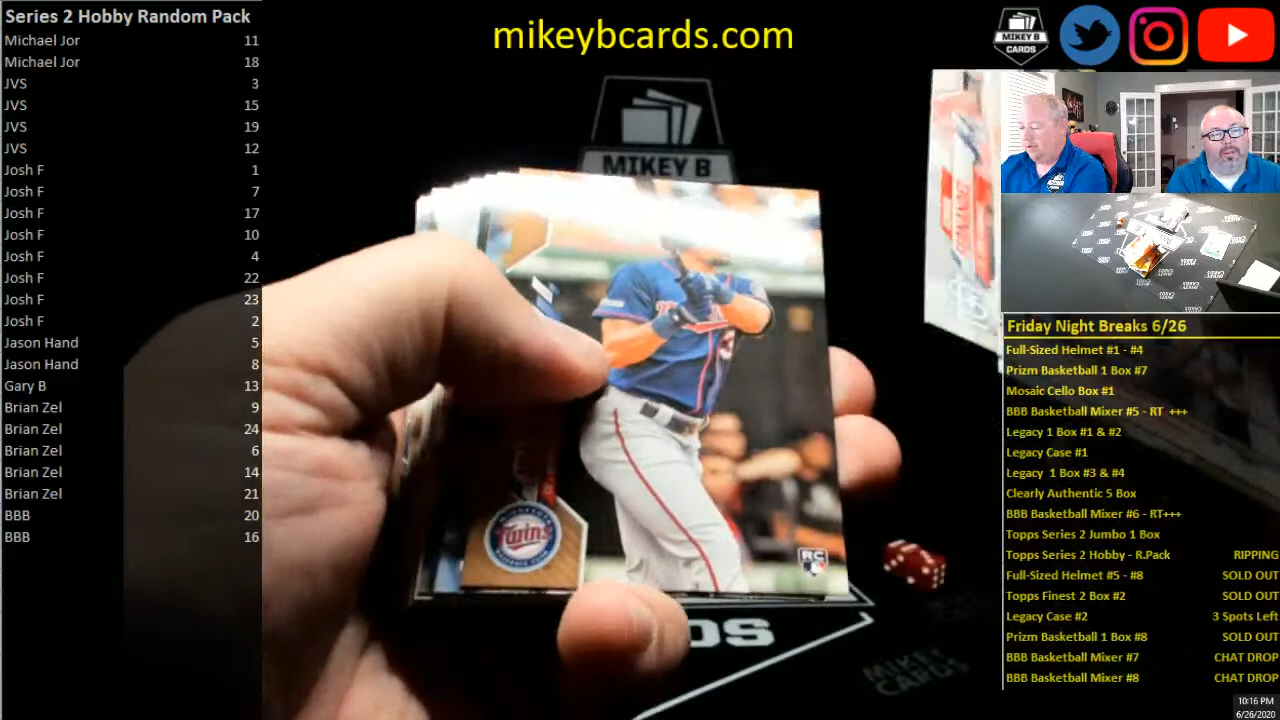 Series 2 Hobby Random Pack
Michael Jor 11
Michael Jor 18
JVS 3
JVS 15
JVS 19
JVS 12
Josh F 1
Josh F 7
Josh F 17
Josh F 10
Josh F 4
Josh F 22
Josh F 23
Josh F 2
Jason Hand 5
Jason Hand 8
Gary B 13
Brian Zel 9
Brian Zel 24
Brian Zel 6
Brian Zel 14
Brian Zel 21
BBB 20
BBB 16
mikeybcards.com
MIKEY B
CARDS
MIKEY B
Twins
RC
MIKEY B
CARDS
Friday Night Breaks 6/26
Full-Sized Helmet #1 - #4
Prizm Basketball 1 Box #7
Mosaic Cello Box #1
BBB Basketball Mixer #5 - RT +++
Legacy 1 Box #1 & #2
Legacy Case #1
Legacy 1 Box #3 & #4
Clearly Authentic 5 Box
BBB Basketball Mixer #6 - RT+++
Topps Series 2 Jumbo 1 Box
Topps Series 2 Hobby - R.Pack RIPPING
Full-Sized Helmet #5 - #8 SOLD OUT
Topps Finest 2 Box #2 SOLD OUT
Legacy Case #2 3 Spots Left
Prizm Basketball 1 Box #8 SOLD OUT
BBB Basketball Mixer #7 CHAT DROP
BBB Basketball Mixer #8 CHAT DROP
10:16 PM
6/26/2020